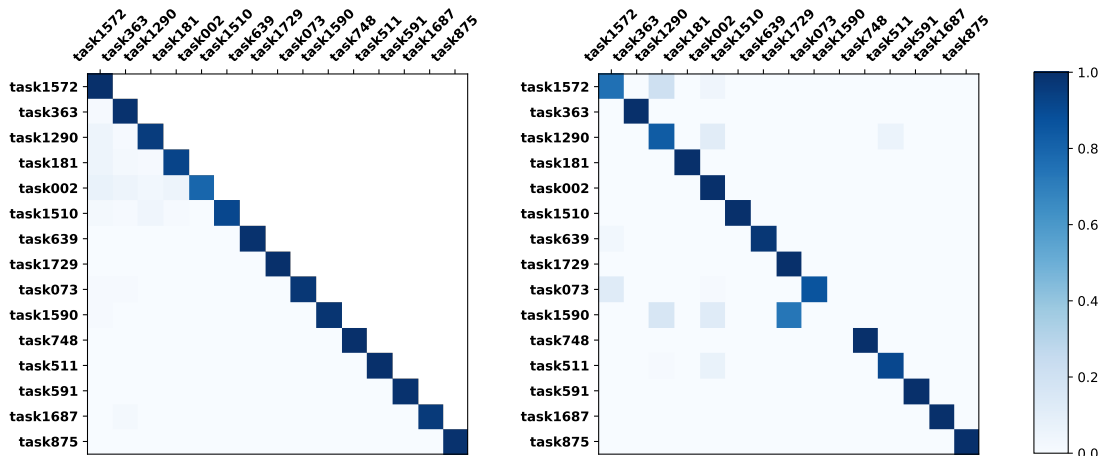 task1572 task363 task1290 task181 task002 task1510 task639 task1729 task073 task1590 task748 task511 task591 task1687 task875
task1572 task363 task1290 task181 task002 task1510 task639 task1729 task073 task1590 task748 task511 task591 task1687 task875
task1572
task363
task1290
task181
task002
task1510
task639
task1729
task073
task1590
task748
task511
task591
task1687
task875
task1572
task363
task1290
task181
task002
task1510
task639
task1729
task073
task1590
task748
task511
task591
task1687
task875
1.0
0.8
0.6
0.4
0.2
0.0